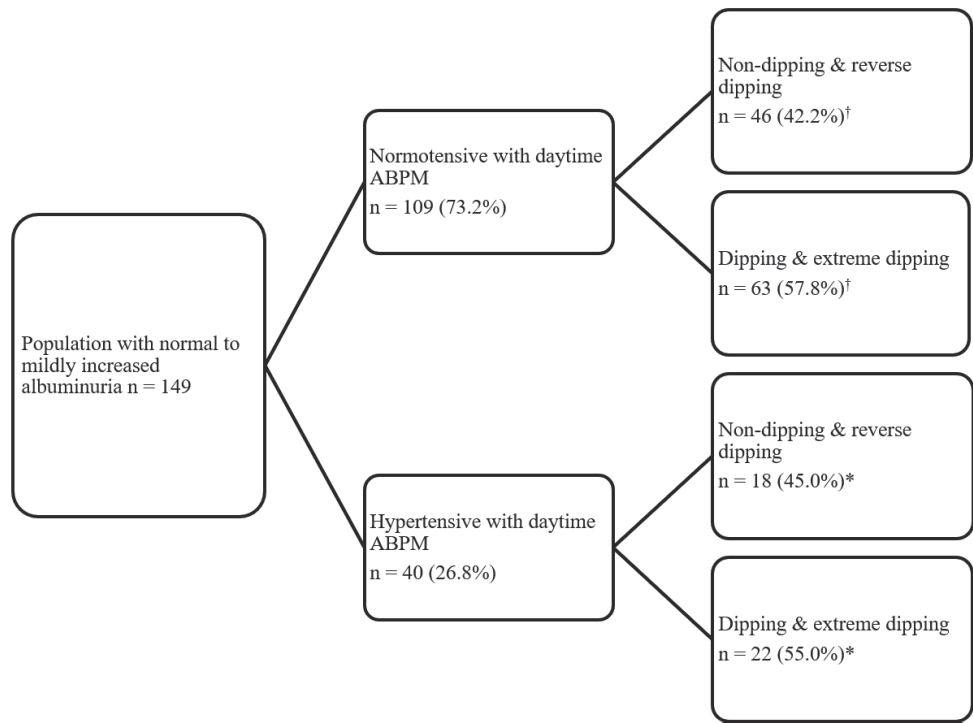 Population with normal to
mildly increased
albuminuria n = 149
Normotensive with daytime
ABPM
n = 109 (73.2%)
Hypertensive with daytime
ABPM
n = 40 (26.8%)
Non-dipping & reverse
dipping
n = 46 (42.2%)†
Dipping & extreme dipping
n = 63 (57.8%)†
Non-dipping & reverse
dipping
n = 18 (45.0%)*
Dipping & extreme dipping
n = 22 (55.0%)*